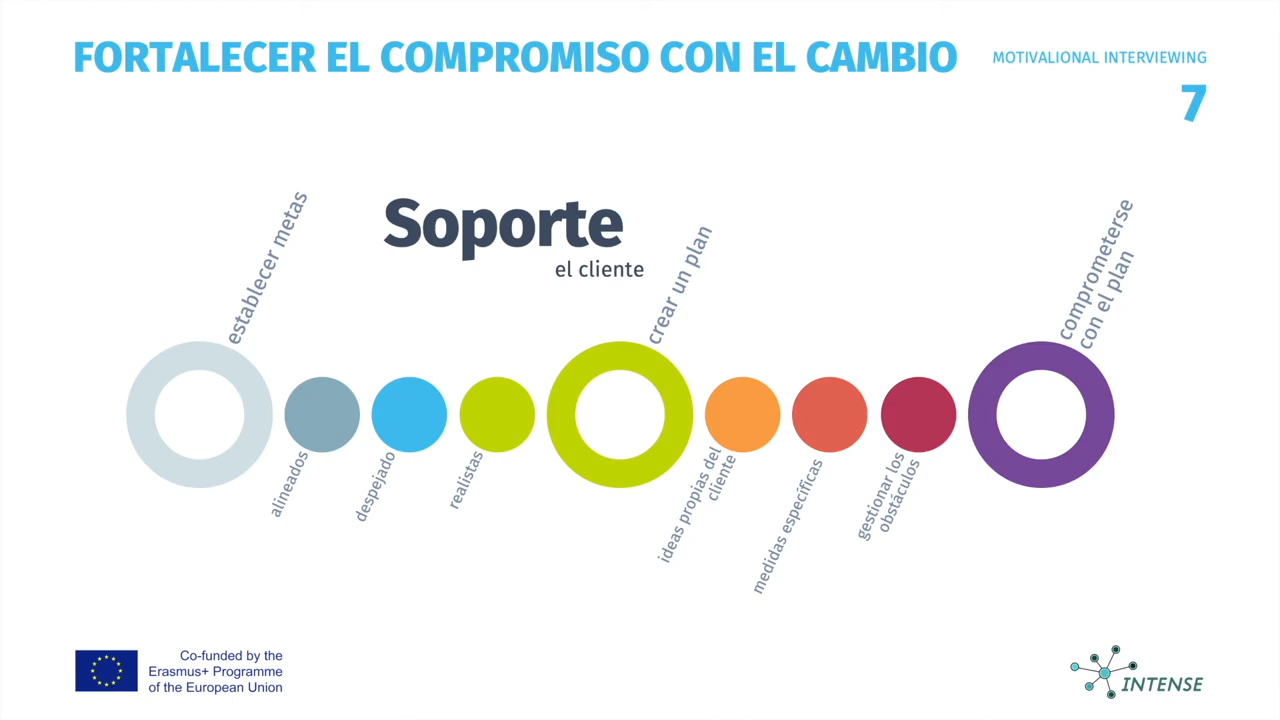 FORTALECER EL COMPROMISO CON EL CAMBIO
MOTIVALIONAL INTERVIEWING
7
Soporte
el cliente
establecer metas
crear un plan
comprometerse
con el plan
alineados
despejado
realistas
ideas propias del
cliente
medidas específicas
gestionar los
obstáculos
Co-funded by the
Erasmus+ Programme
of the European Union
INTENSE